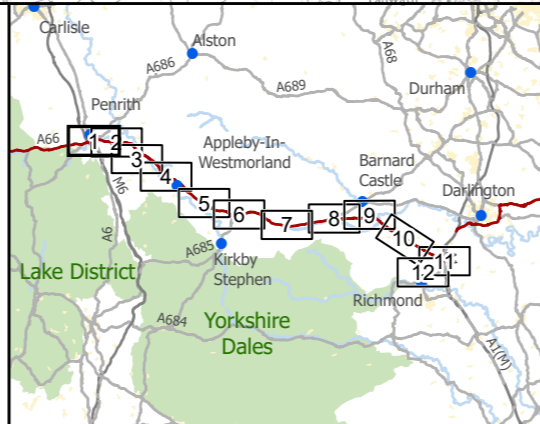 Carlisle
Alston
A68
A686
A689
Durham
Penrith
A66
1
2
3
4
5
6
7
8
9
10
11
12
Appleby-In-
Westmorland
Barnard
Castle
Darlington
M6
A6
A685
Kirkby
Stephen
Lake District
Richmond
A684
Yorkshire
Dales
A1(M)